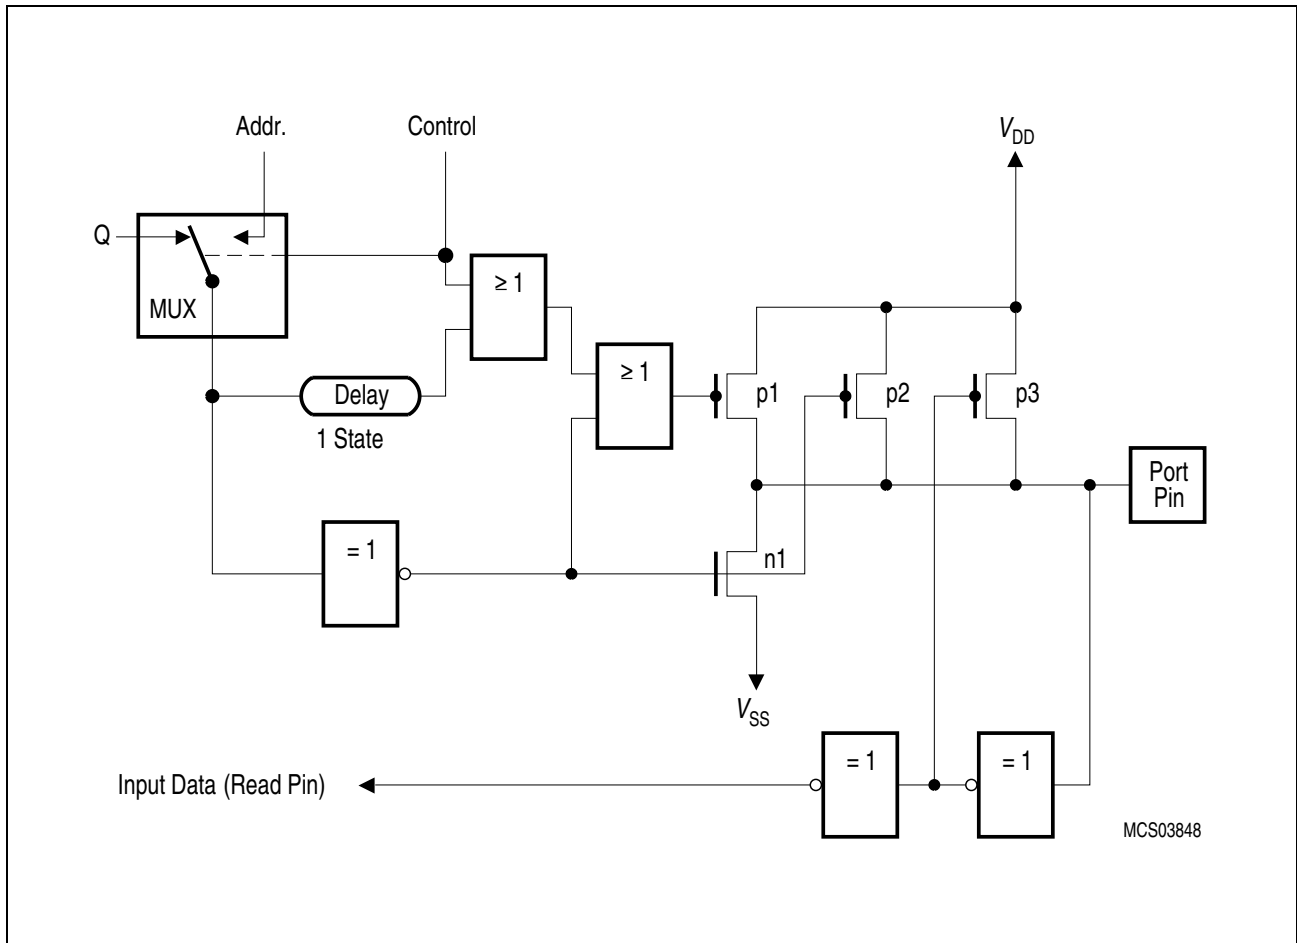 Addr.
Control
V_DD
Q
MUX
≥ 1
Delay
1 State
≥ 1
p1
p2
p3
Port
Pin
= 1
n1
V_SS
= 1
= 1
Input Data (Read Pin)
MCS03848